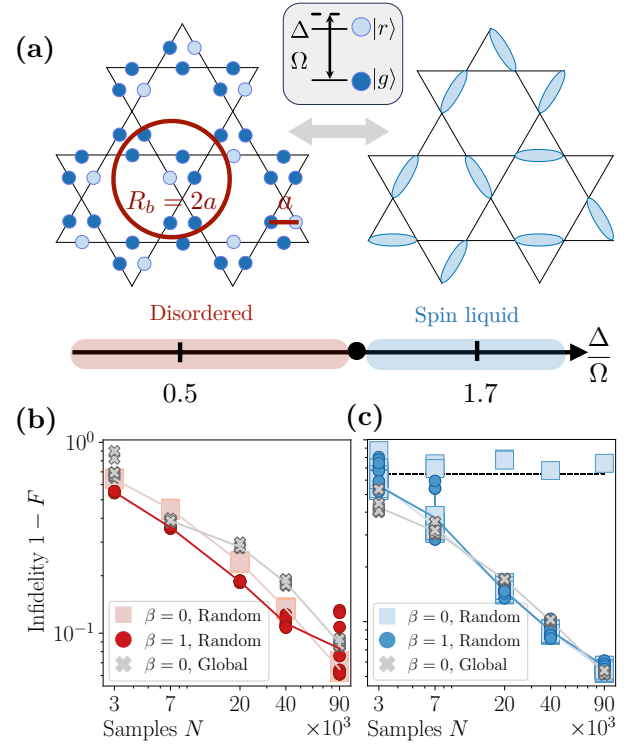 (a)
Δ
Ω
|r⟩
|g⟩
R_b = 2a
a
Disordered
Spin liquid
Δ/Ω
0.5
1.7
(b)
(c)
10^0
10^{-1}
Infidelity 1 − F
β = 0, Random
β = 1, Random
β = 0, Global
β = 0, Random
β = 1, Random
β = 0, Global
3 7 20 40 90
3 7 20 40 90
Samples N ×10^3
Samples N ×10^3